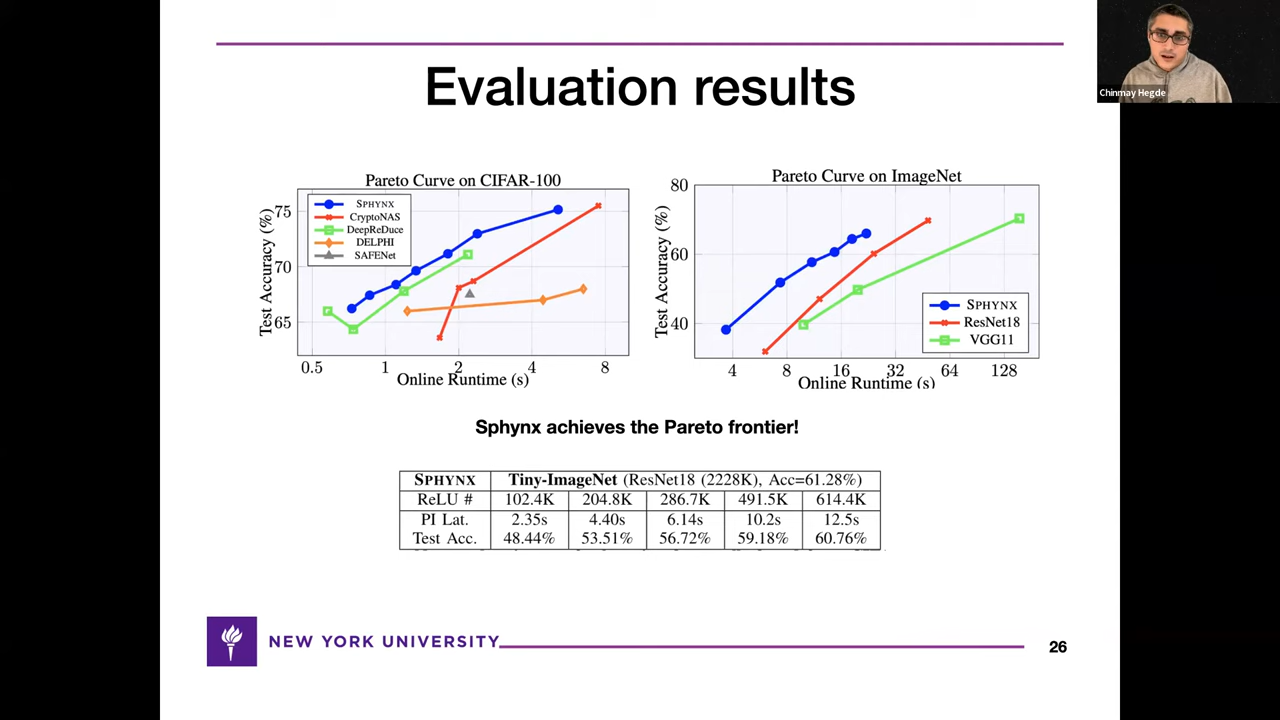 Evaluation results
Chinmay Hegde
Pareto Curve on CIFAR-100
Test Accuracy (%)
75
70
65
SPHYNX
CryptoNAS
DeepReDuce
DELPHI
SAFENet
0.5 1 2 4 8
Online Runtime (s)
Pareto Curve on ImageNet
Test Accuracy (%)
80
60
40
SPHYNX
ResNet18
VGG11
4 8 16 32 64 128
Online Runtime (s)
Sphynx achieves the Pareto frontier!
SPHYNX Tiny-ImageNet (ResNet18 (2228K), Acc=61.28%)
ReLU # 102.4K 204.8K 286.7K 491.5K 614.4K
PI Lat. 2.35s 4.40s 6.14s 10.2s 12.5s
Test Acc. 48.44% 53.51% 56.72% 59.18% 60.76%
NEW YORK UNIVERSITY
26